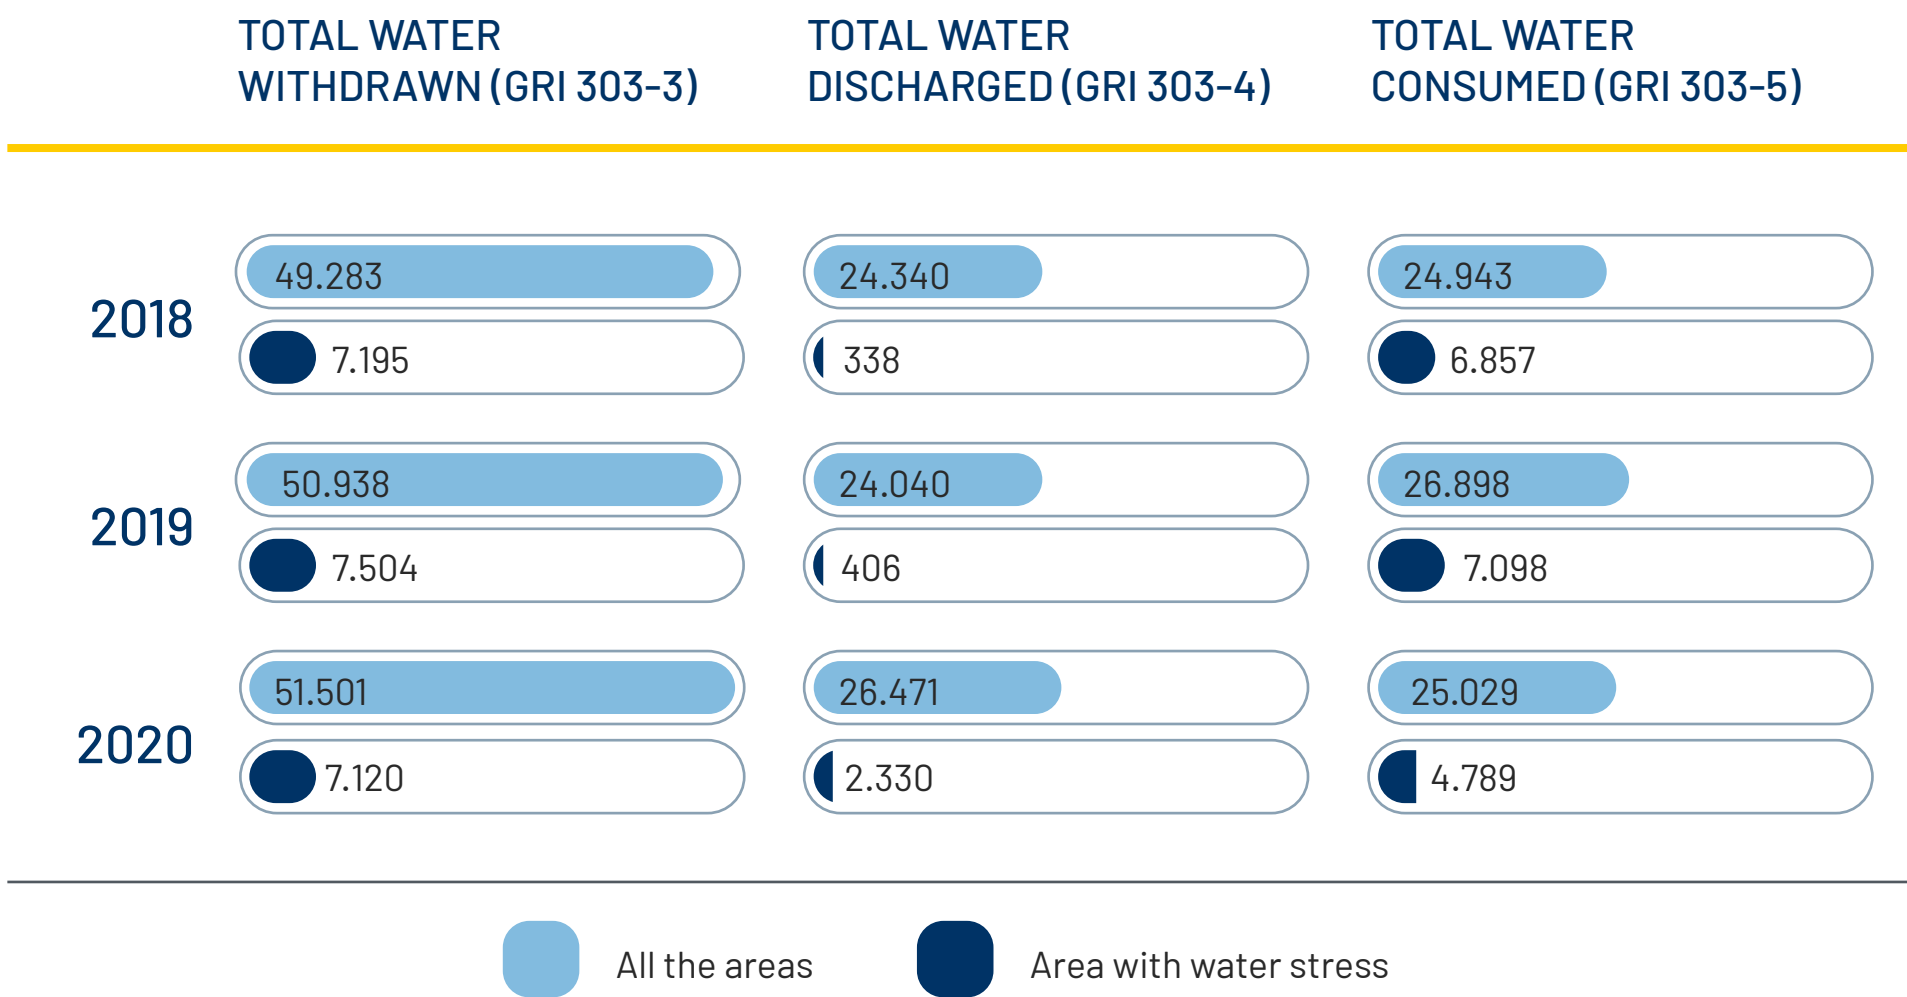 TOTAL WATER
WITHDRAWN (GRI 303-3)
TOTAL WATER
DISCHARGED (GRI 303-4)
TOTAL WATER
CONSUMED (GRI 303-5)
2018
49.283
24.340
24.943
7.195
338
6.857
2019
50.938
24.040
26.898
7.504
406
7.098
2020
51.501
26.471
25.029
7.120
2.330
4.789
All the areas
Area with water stress